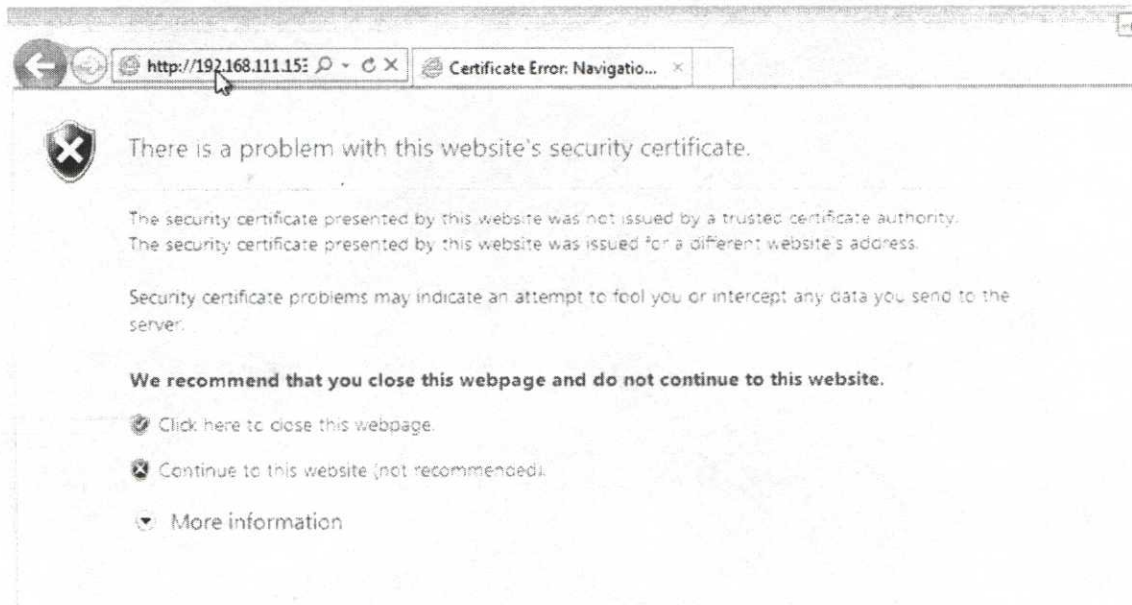 http://192.168.111.15
Certificate Error: Navigatio...
There is a problem with this website's security certificate.
The security certificate presented by this website was not issued by a trusted certificate authority.
The security certificate presented by this website was issued for a different website's address.
Security certificate problems may indicate an attempt to fool you or intercept any data you send to the
server.
We recommend that you close this webpage and do not continue to this website.
Click here to close this webpage.
Continue to this website (not recommended).
More information